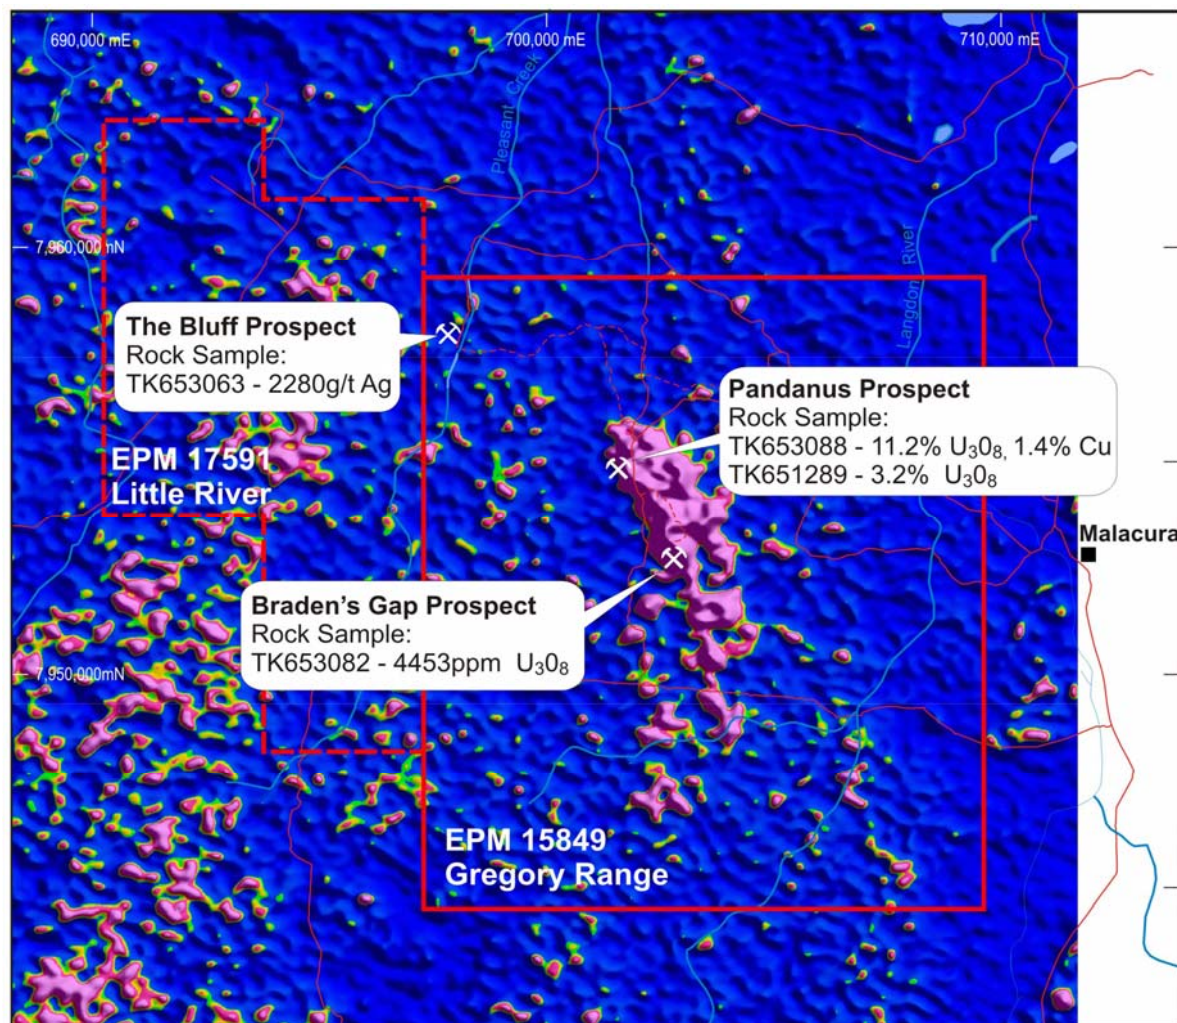 690,000 mE
700,000 mE
710,000 mE
Pleasant Creek
Langdon River
7,960,000mN
The Bluff Prospect
Rock Sample:
TK653063 - 2280g/t Ag
Pandanus Prospect
Rock Sample:
TK653088 - 11.2% U₃0₈, 1.4% Cu
TK651289 - 3.2% U₃0₈
EPM 17591
Little River
Malacura
Braden's Gap Prospect
Rock Sample:
TK653082 - 4453ppm U₃0₈
7,950,000mN
EPM 15849
Gregory Range